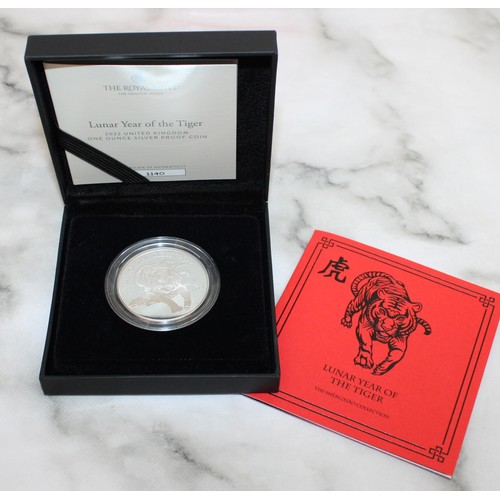 THE ROYAL MINT
Lunar Year of the Tiger
2022 UNITED KINGDOM
ONE OUNCE SILVER PROOF COIN
1140
虎
LUNAR YEAR OF
THE TIGER
THE SHENGXIÀO COLLECTION